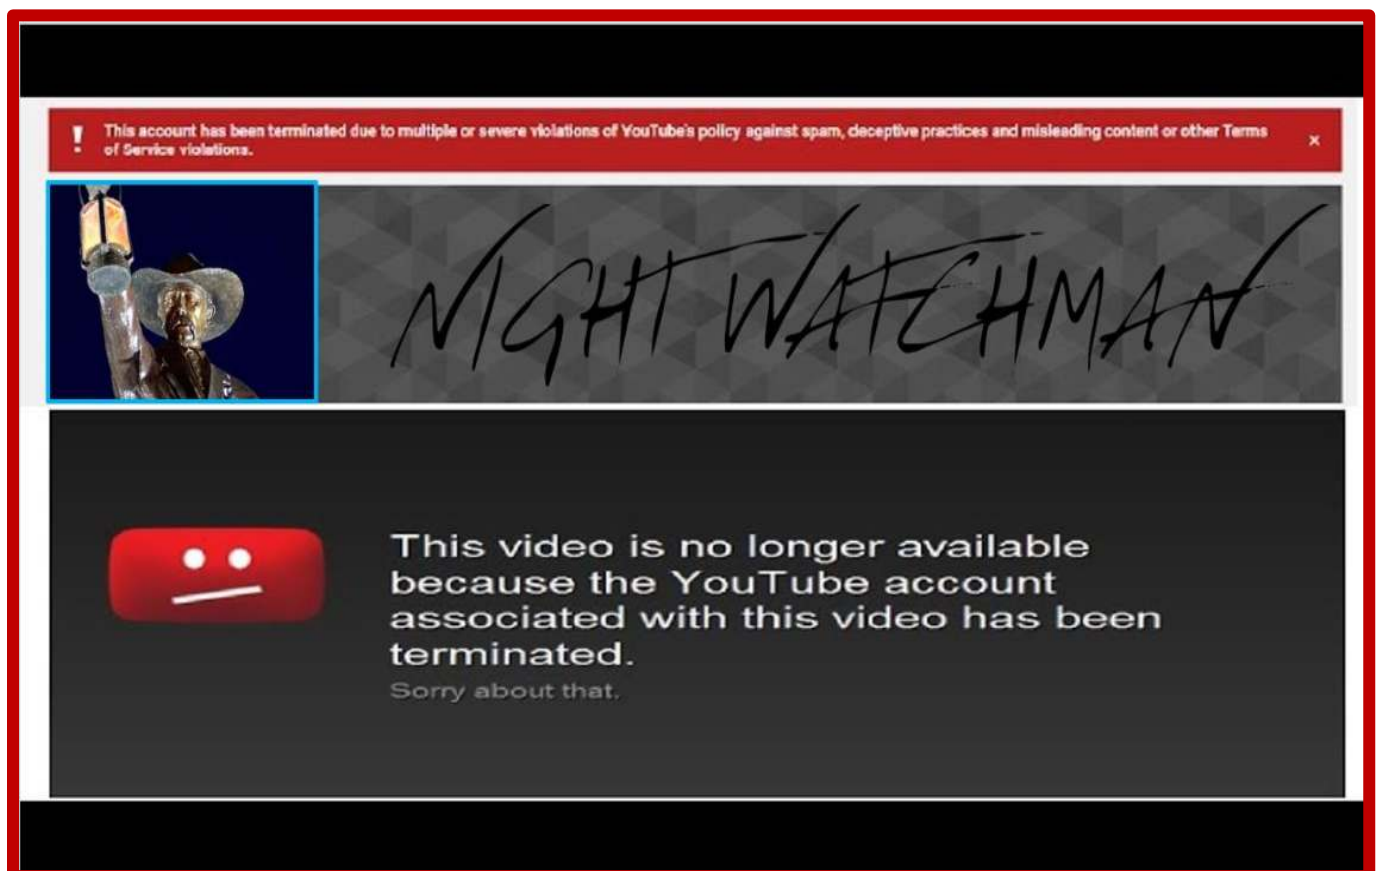 ! This account has been terminated due to multiple or severe violations of YouTube's policy against spam, deceptive practices and misleading content or other Terms ×
of Service violations.
NIGHT WATCHMAN
This video is no longer available
because the YouTube account
associated with this video has been
terminated.
Sorry about that.